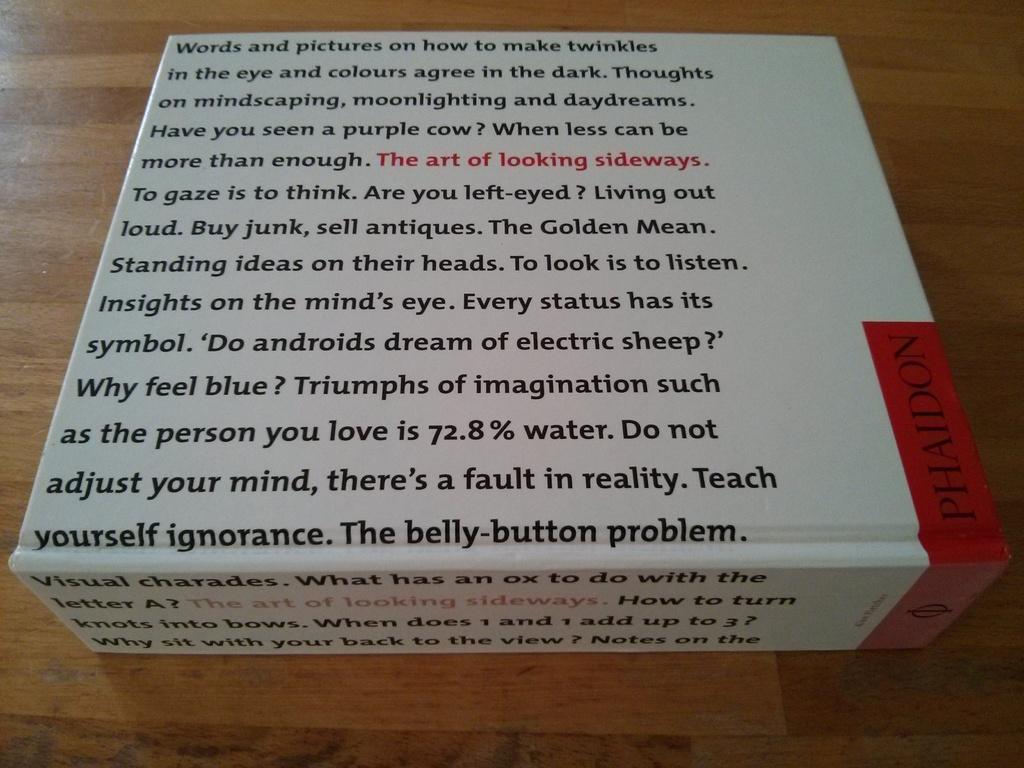 Words and pictures on how to make twinkles
in the eye and colours agree in the dark. Thoughts
on mindscaping, moonlighting and daydreams.
Have you seen a purple cow? When less can be
more than enough. The art of looking sideways.
To gaze is to think. Are you left-eyed? Living out
loud. Buy junk, sell antiques. The Golden Mean.
Standing ideas on their heads. To look is to listen.
Insights on the mind's eye. Every status has its
symbol. 'Do androids dream of electric sheep?'
Why feel blue? Triumphs of imagination such
as the person you love is 72.8% water. Do not
adjust your mind, there's a fault in reality. Teach
yourself ignorance. The belly-button problem.
PHAIDON
Visual charades. What has an ox to do with the
letter A? The art of looking sideways. How to turn
knots into bows. When does 1 and 1 add up to 3?
Why sit with your back to the view? Notes on the
Alan Fletcher